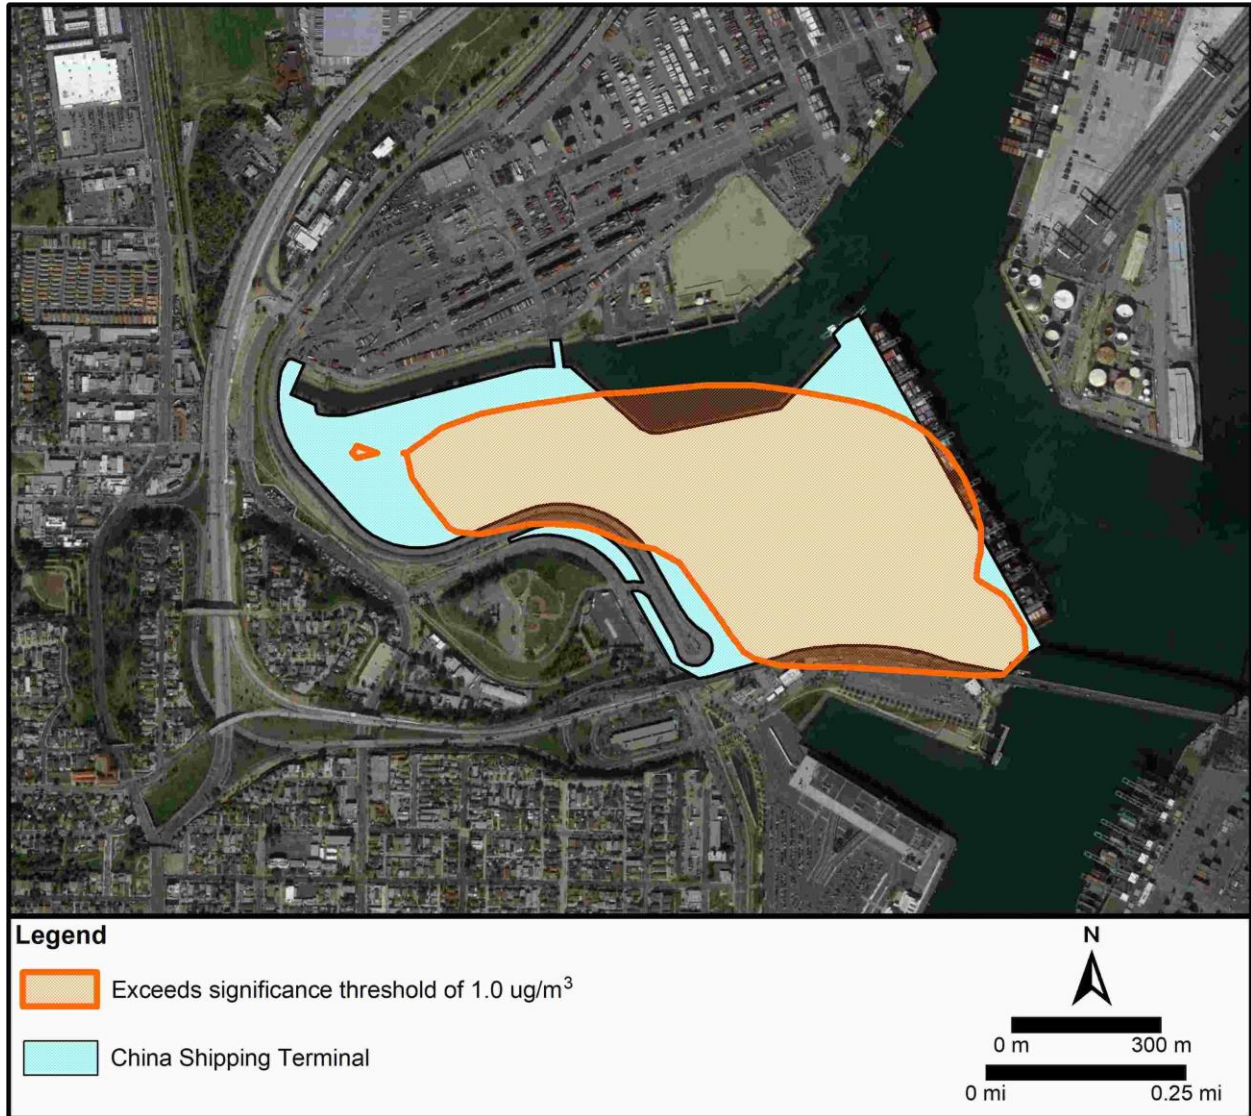 Legend
Exceeds significance threshold of 1.0 ug/m³
China Shipping Terminal
N
0 m 300 m
0 mi 0.25 mi